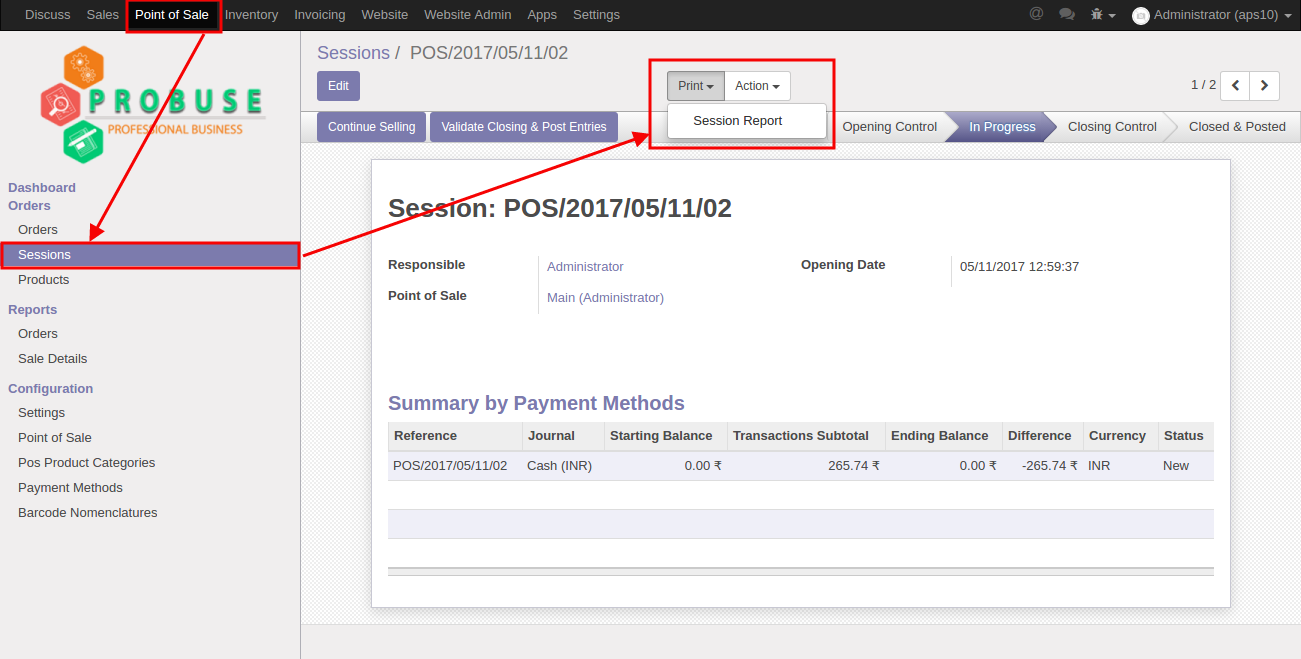 Discuss Sales Point of Sale Inventory Invoicing Website Website Admin Apps Settings @ Administrator (aps10)
PROBUSE
PROFESSIONAL BUSINESS
Dashboard
Orders
Orders
Sessions
Products
Reports
Orders
Sale Details
Configuration
Settings
Point of Sale
Pos Product Categories
Payment Methods
Barcode Nomenclatures
Sessions / POS/2017/05/11/02
Edit Print Action 1 / 2
Session Report
Continue Selling Validate Closing & Post Entries Opening Control In Progress Closing Control Closed & Posted
Session: POS/2017/05/11/02
Responsible Administrator Opening Date 05/11/2017 12:59:37
Point of Sale Main (Administrator)
Summary by Payment Methods
Reference Journal Starting Balance Transactions Subtotal Ending Balance Difference Currency Status
POS/2017/05/11/02 Cash (INR) 0.00 ₹ 265.74 ₹ 0.00 ₹ -265.74 ₹ INR New